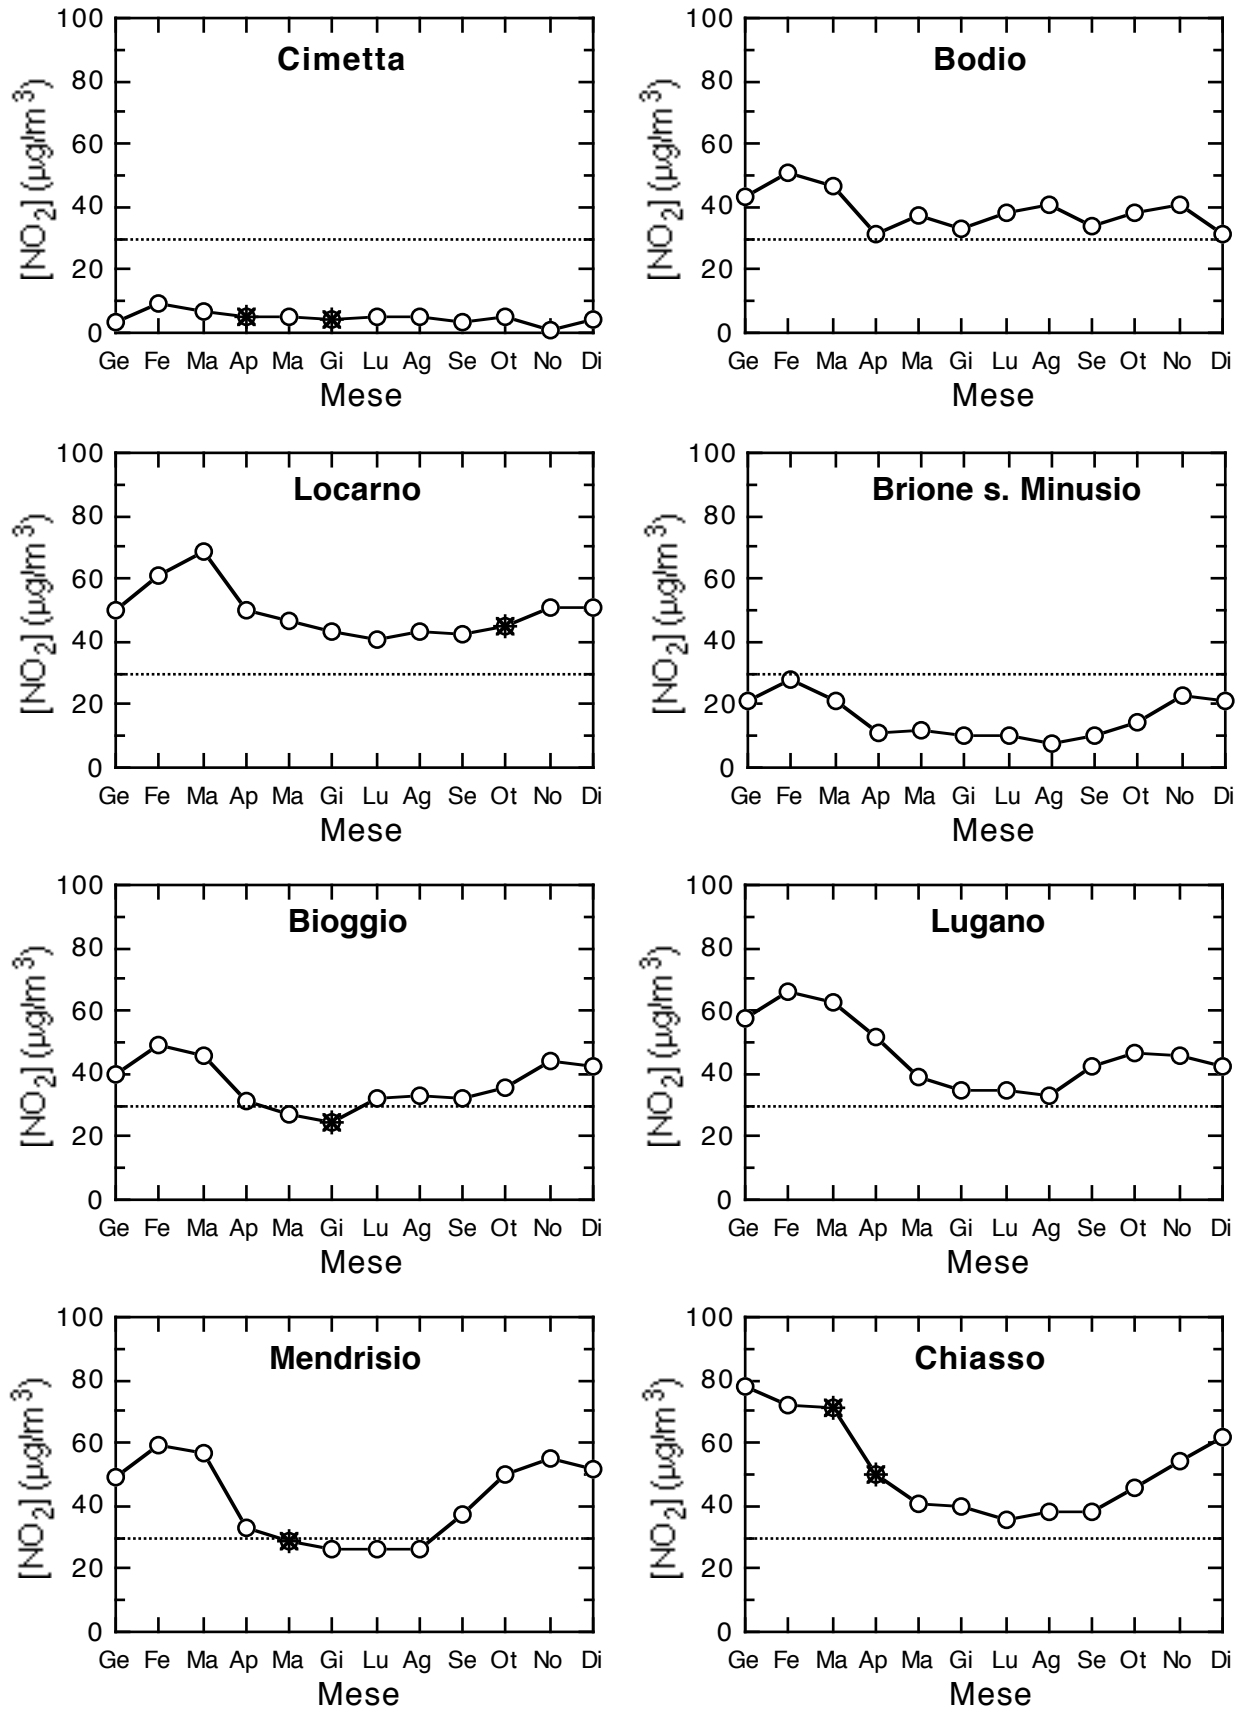 Cimetta
[NO2] (µg/m3)
100
80
60
40
20
0
Ge Fe Ma Ap Ma Gi Lu Ag Se Ot No Di
Mese
Bodio
[NO2] (µg/m3)
100
80
60
40
20
0
Ge Fe Ma Ap Ma Gi Lu Ag Se Ot No Di
Mese
Locarno
[NO2] (µg/m3)
100
80
60
40
20
0
Ge Fe Ma Ap Ma Gi Lu Ag Se Ot No Di
Mese
Brione s. Minusio
[NO2] (µg/m3)
100
80
60
40
20
0
Ge Fe Ma Ap Ma Gi Lu Ag Se Ot No Di
Mese
Bioggio
[NO2] (µg/m3)
100
80
60
40
20
0
Ge Fe Ma Ap Ma Gi Lu Ag Se Ot No Di
Mese
Lugano
[NO2] (µg/m3)
100
80
60
40
20
0
Ge Fe Ma Ap Ma Gi Lu Ag Se Ot No Di
Mese
Mendrisio
[NO2] (µg/m3)
100
80
60
40
20
0
Ge Fe Ma Ap Ma Gi Lu Ag Se Ot No Di
Mese
Chiasso
[NO2] (µg/m3)
100
80
60
40
20
0
Ge Fe Ma Ap Ma Gi Lu Ag Se Ot No Di
Mese